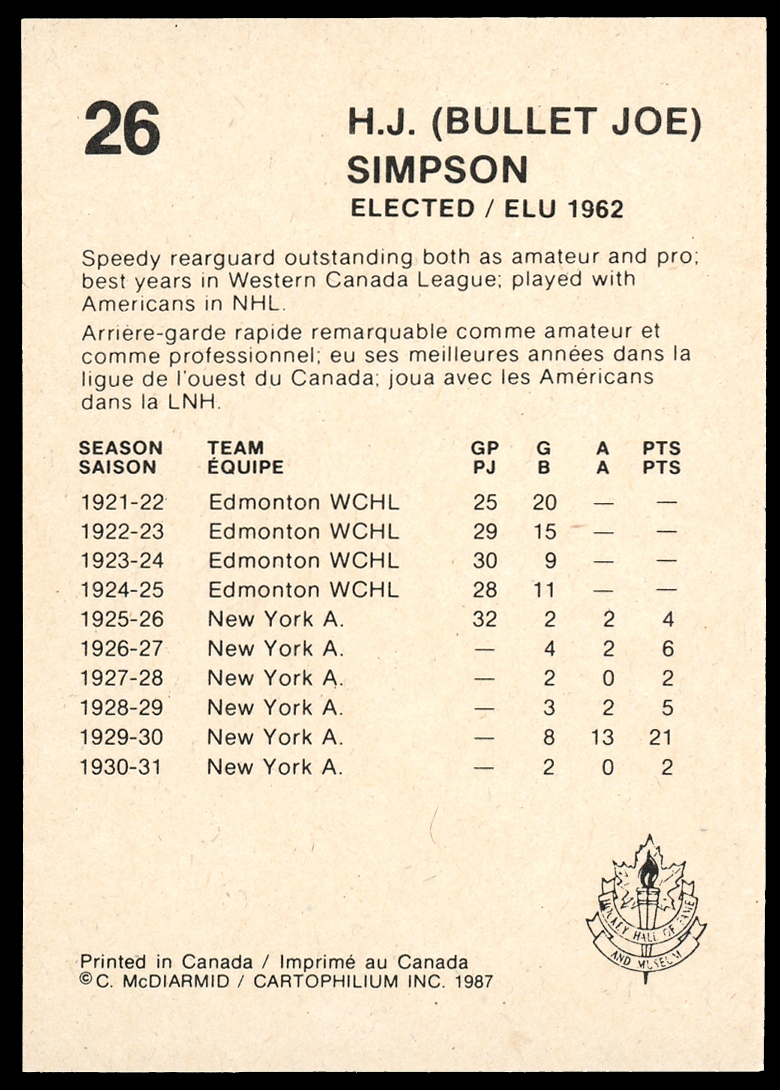 26
H.J. (BULLET JOE)
SIMPSON
ELECTED / ELU 1962
Speedy rearguard outstanding both as amateur and pro;
best years in Western Canada League; played with
Americans in NHL.
Arrière-garde rapide remarquable comme amateur et
comme professionnel; eu ses meilleures années dans la
ligue de l'ouest du Canada; joua avec les Américans
dans la LNH.
SEASON TEAM GP G A PTS
SAISON ÉQUIPE PJ B A PTS
1921-22 Edmonton WCHL 25 20 — —
1922-23 Edmonton WCHL 29 15 — —
1923-24 Edmonton WCHL 30 9 — —
1924-25 Edmonton WCHL 28 11 — —
1925-26 New York A. 32 2 2 4
1926-27 New York A. — 4 2 6
1927-28 New York A. — 2 0 2
1928-29 New York A. — 3 2 5
1929-30 New York A. — 8 13 21
1930-31 New York A. — 2 0 2
HOCKEY HALL OF FAME
AND MUSEUM
Printed in Canada / Imprimé au Canada
© C. McDIARMID / CARTOPHILIUM INC. 1987